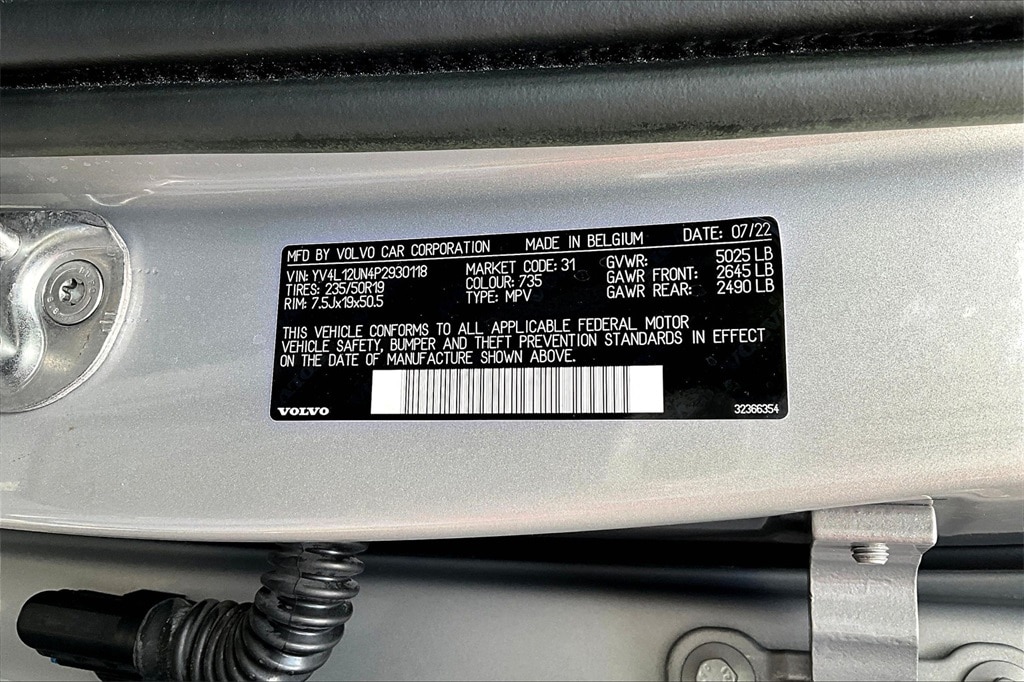 MFD BY VOLVO CAR CORPORATION MADE IN BELGIUM DATE: 07/22
VIN: YV4L12UN4P2930118 MARKET CODE: 31 GVWR: 5025 LB
TIRES: 235/50R19 COLOUR: 735 GAWR FRONT: 2645 LB
RIM: 7.5Jx19x50.5 TYPE: MPV GAWR REAR: 2490 LB
THIS VEHICLE CONFORMS TO ALL APPLICABLE FEDERAL MOTOR
VEHICLE SAFETY, BUMPER AND THEFT PREVENTION STANDARDS IN EFFECT
ON THE DATE OF MANUFACTURE SHOWN ABOVE.
VOLVO 32366354